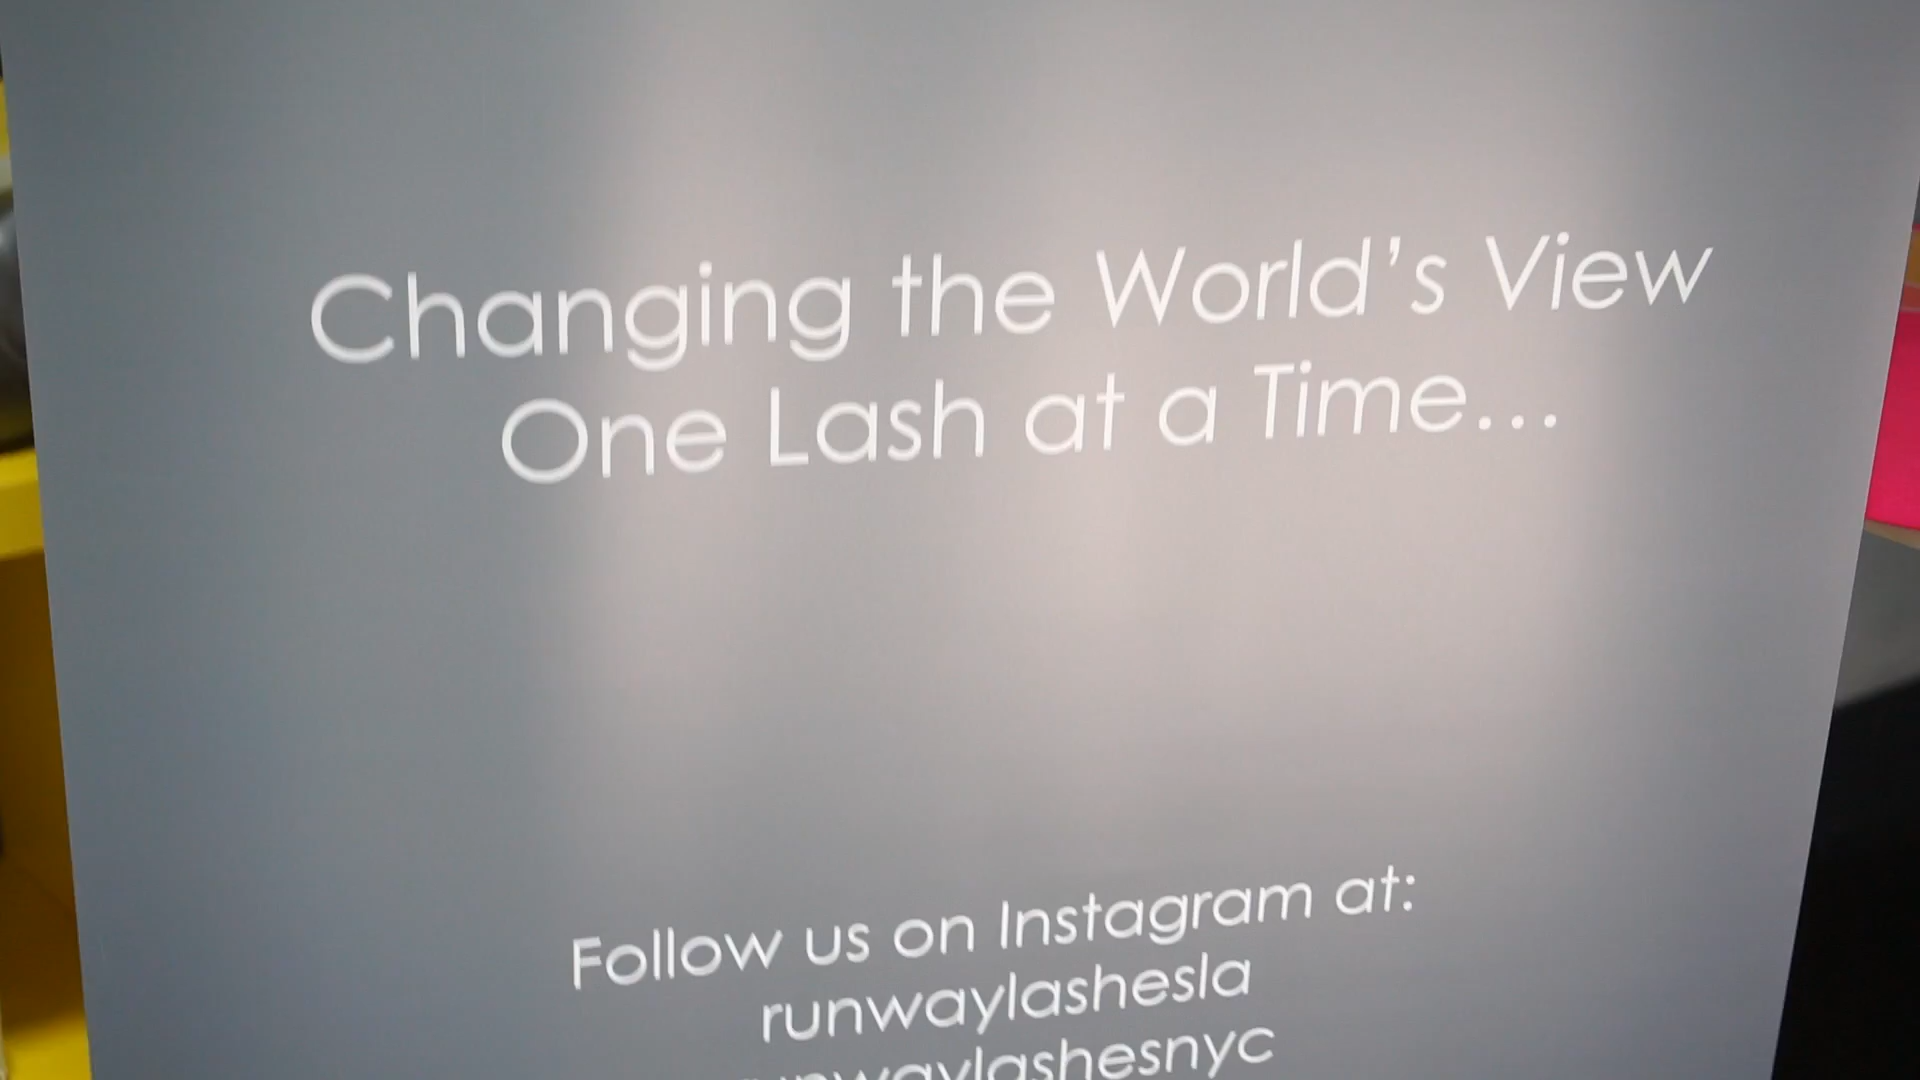 Changing the World's View
One Lash at a Time...
Follow us on Instagram at:
runwaylashesla